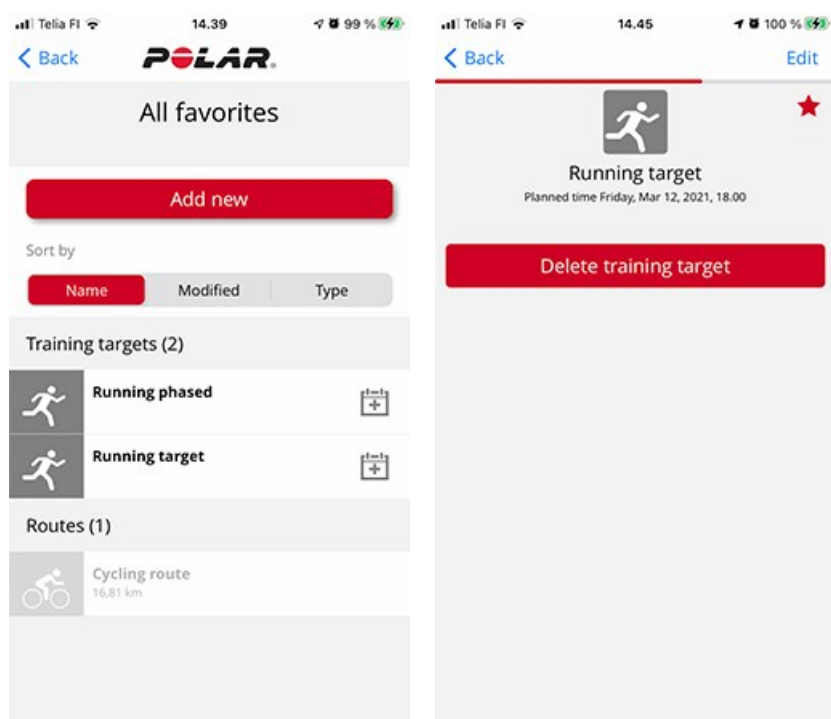 Telia FI 14.39 99 %
Back POLAR.
All favorites
Add new
Sort by
Name Modified Type
Training targets (2)
Running phased
Running target
Routes (1)
Cycling route
16,81 km
Telia FI 14.45 100 %
Back Edit
Running target
Planned time Friday, Mar 12, 2021, 18.00
Delete training target